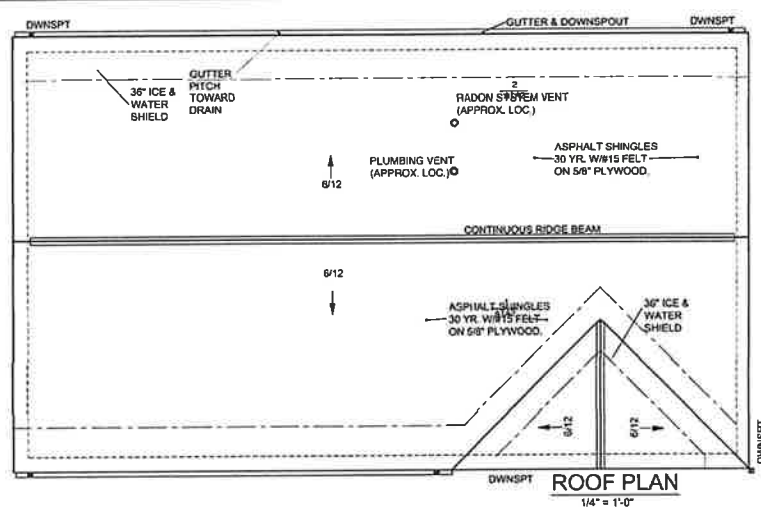 DWNSPT
GUTTER & DOWNSPOUT
DWNSPT
GUTTER
PITCH
TOWARD
DRAIN
36" ICE &
WATER
SHIELD
2
RADON SYSTEM VENT
(APPROX. LOC.)
PLUMBING VENT
(APPROX. LOC.)
ASPHALT SHINGLES
30 YR. W/#15 FELT
ON 5/8" PLYWOOD.
6/12
CONTINUOUS RIDGE BEAM
6/12
ASPHALT SHINGLES
30 YR. W/#15 FELT
ON 5/8" PLYWOOD.
1
36" ICE &
WATER
SHIELD
6/12
6/12
DWNSPT
DWNSPT
ROOF PLAN
1/4" = 1'-0"